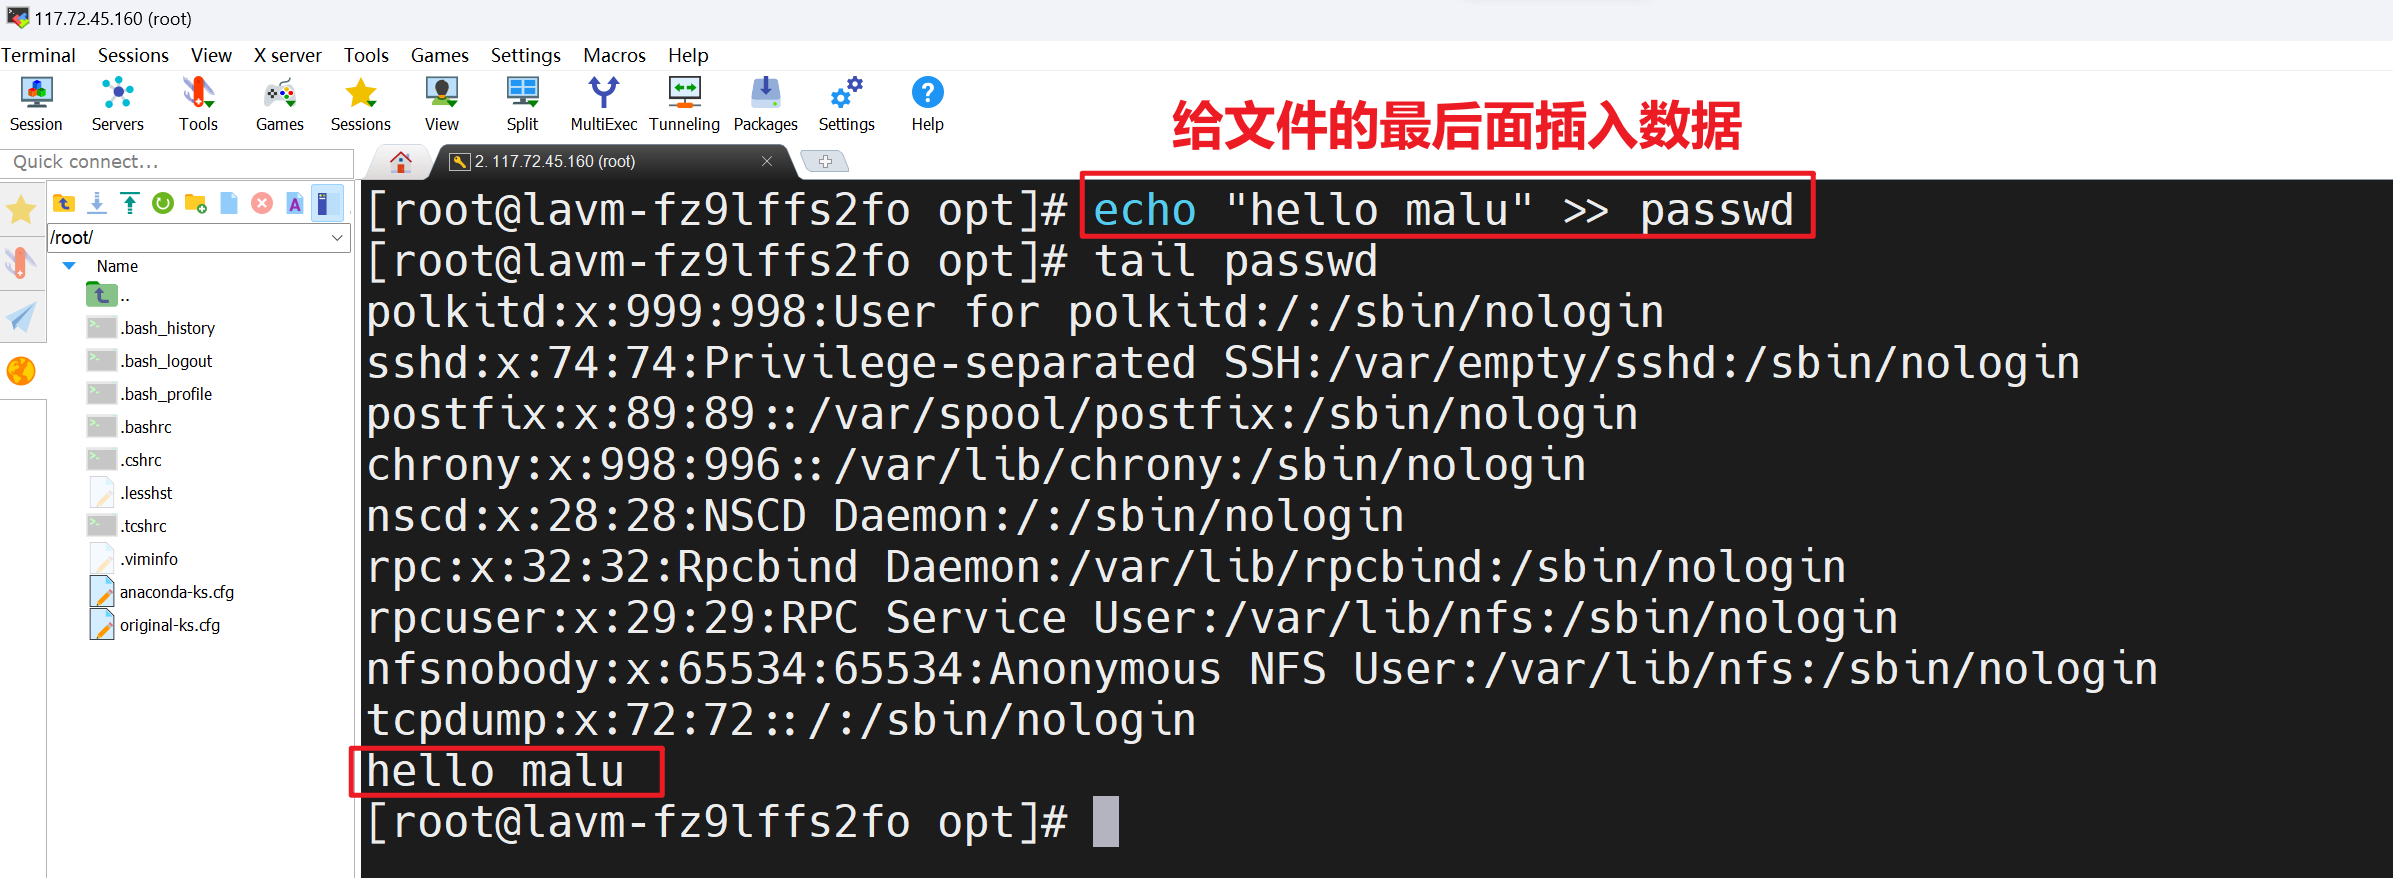 117.72.45.160 (root)
Terminal Sessions View X server Tools Games Settings Macros Help
Session Servers Tools Games Sessions View Split MultiExec Tunneling Packages Settings Help
给文件的最后面插入数据
Quick connect...
2. 117.72.45.160 (root)
/root/
Name
..
.bash_history
.bash_logout
.bash_profile
.bashrc
.cshrc
.lesshst
.tcshrc
.viminfo
anaconda-ks.cfg
original-ks.cfg
[root@lavm-fz9lffs2fo opt]# echo "hello malu" >> passwd
[root@lavm-fz9lffs2fo opt]# tail passwd
polkitd:x:999:998:User for polkitd:/:/sbin/nologin
sshd:x:74:74:Privilege-separated SSH:/var/empty/sshd:/sbin/nologin
postfix:x:89:89::/var/spool/postfix:/sbin/nologin
chrony:x:998:996::/var/lib/chrony:/sbin/nologin
nscd:x:28:28:NSCD Daemon:/:/sbin/nologin
rpc:x:32:32:Rpcbind Daemon:/var/lib/rpcbind:/sbin/nologin
rpcuser:x:29:29:RPC Service User:/var/lib/nfs:/sbin/nologin
nfsnobody:x:65534:65534:Anonymous NFS User:/var/lib/nfs:/sbin/nologin
tcpdump:x:72:72::/:/sbin/nologin
hello malu
[root@lavm-fz9lffs2fo opt]#